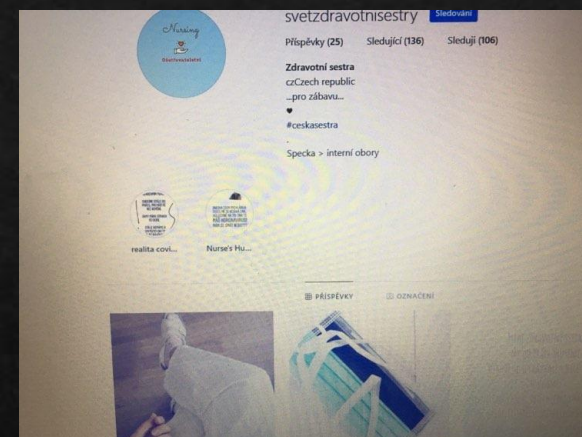 Nursing
svetzdravotnisestry Sledování
Příspěvky (25) Sledující (136) Sleduji (106)
Zdravotní sestra
czCzech republic
...pro zábavu...
♥
#ceskasestra
.
Specka > interní obory
realita covi... Nurse's Hu...
PŘÍSPĚVKY OZNAČENÍ